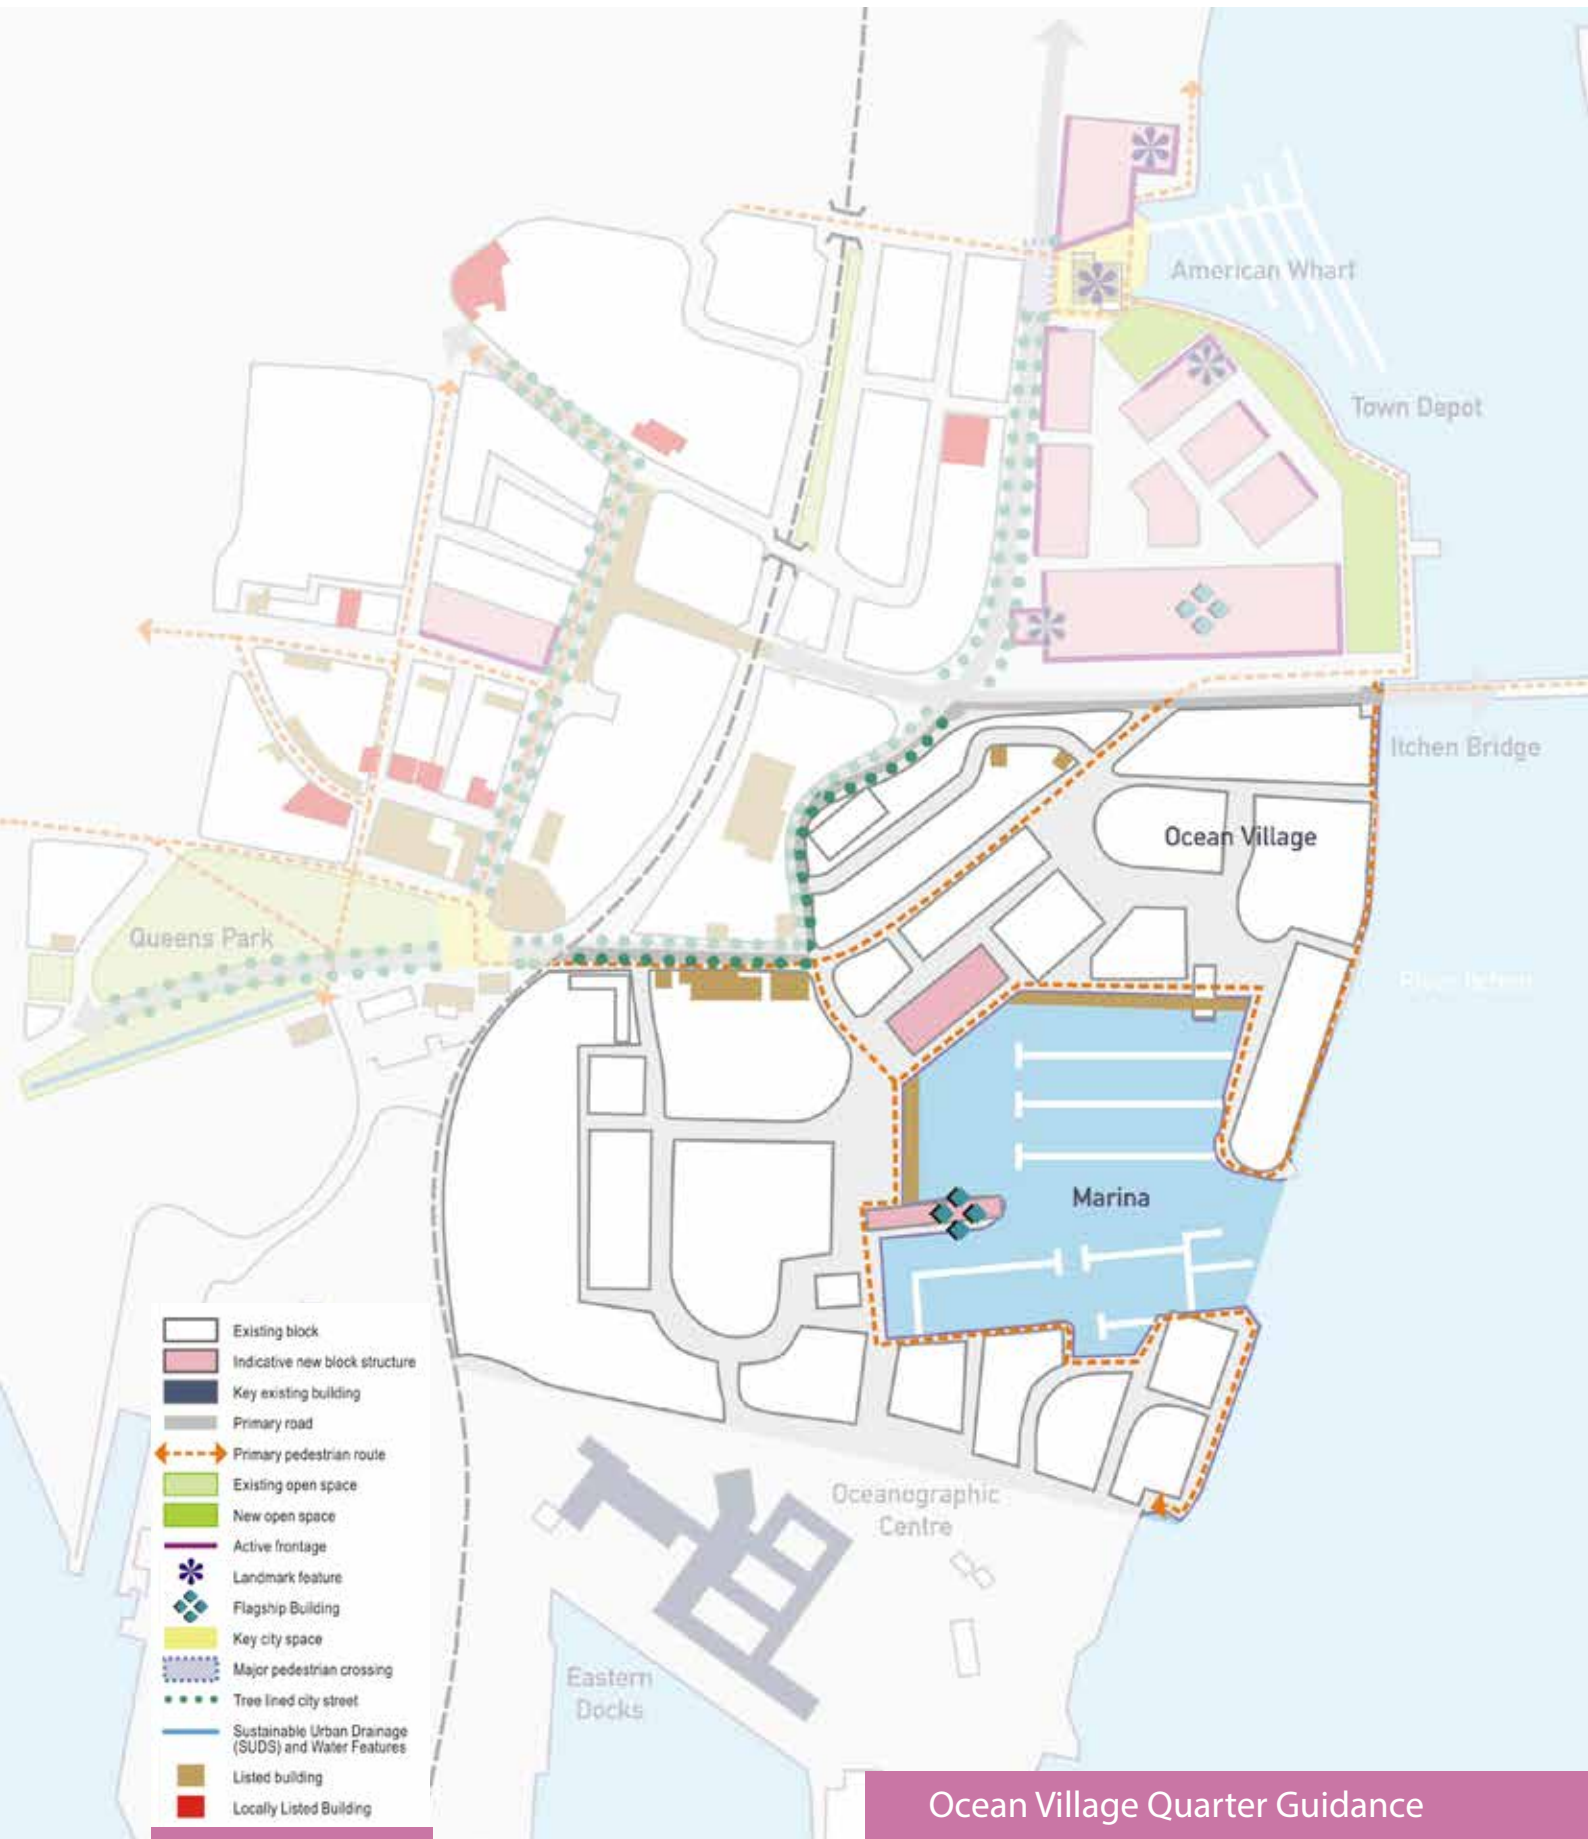 American Wharf
Town Depot
Itchen Bridge
Ocean Village
Queens Park
River Itchen
Marina
Oceanographic
Centre
Eastern
Docks
Existing block
Indicative new block structure
Key existing building
Primary road
Primary pedestrian route
Existing open space
New open space
Active frontage
Landmark feature
Flagship Building
Key city space
Major pedestrian crossing
Tree lined city street
Sustainable Urban Drainage
(SUDS) and Water Features
Listed building
Locally Listed Building
Ocean Village Quarter Guidance